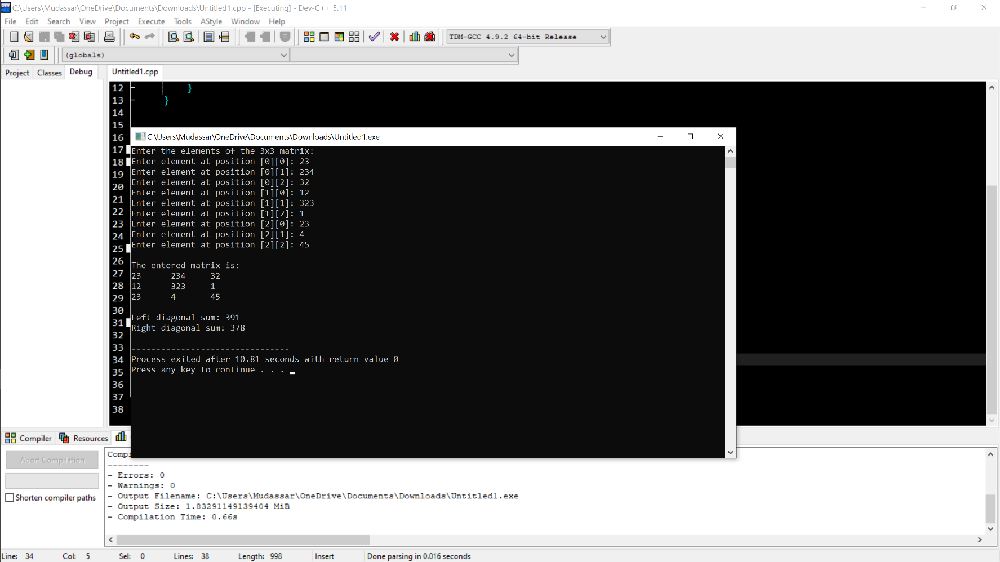 C:\Users\Mudassar\OneDrive\Documents\Downloads\Untitled1.cpp - [Executing] - Dev-C++ 5.11
File Edit Search View Project Execute Tools AStyle Window Help
TDM-GCC 4.9.2 64-bit Release
(globals)
Project Classes Debug
Untitled1.cpp
12 }
13 }
14
15
16
17
18
19
20
21
22
23
24
25
26
27
28
29
30
31
32
33
34
35
36
37
38
C:\Users\Mudassar\OneDrive\Documents\Downloads\Untitled1.exe
Enter the elements of the 3x3 matrix:
Enter element at position [0][0]: 23
Enter element at position [0][1]: 234
Enter element at position [0][2]: 32
Enter element at position [1][0]: 12
Enter element at position [1][1]: 323
Enter element at position [1][2]: 1
Enter element at position [2][0]: 23
Enter element at position [2][1]: 4
Enter element at position [2][2]: 45
The entered matrix is:
23 234 32
12 323 1
23 4 45
Left diagonal sum: 391
Right diagonal sum: 378
--------------------------------
Process exited after 10.81 seconds with return value 0
Press any key to continue . . .
Compiler Resources
Abort Compilation
Shorten compiler paths
Compi
--------
- Errors: 0
- Warnings: 0
- Output Filename: C:\Users\Mudassar\OneDrive\Documents\Downloads\Untitled1.exe
- Output Size: 1.83291149139404 MiB
- Compilation Time: 0.66s
Line: 34 Col: 5 Sel: 0 Lines: 38 Length: 998 Insert Done parsing in 0.016 seconds